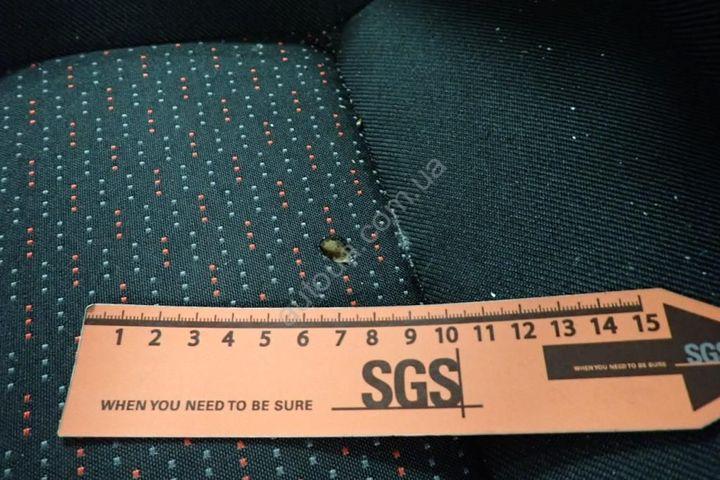 autoua.com.ua
1 2 3 4 5 6 7 8 9 10 11 12 13 14 15
WHEN YOU NEED TO BE SURE
SGS
WHEN YOU NEED TO BE SURE
SGS